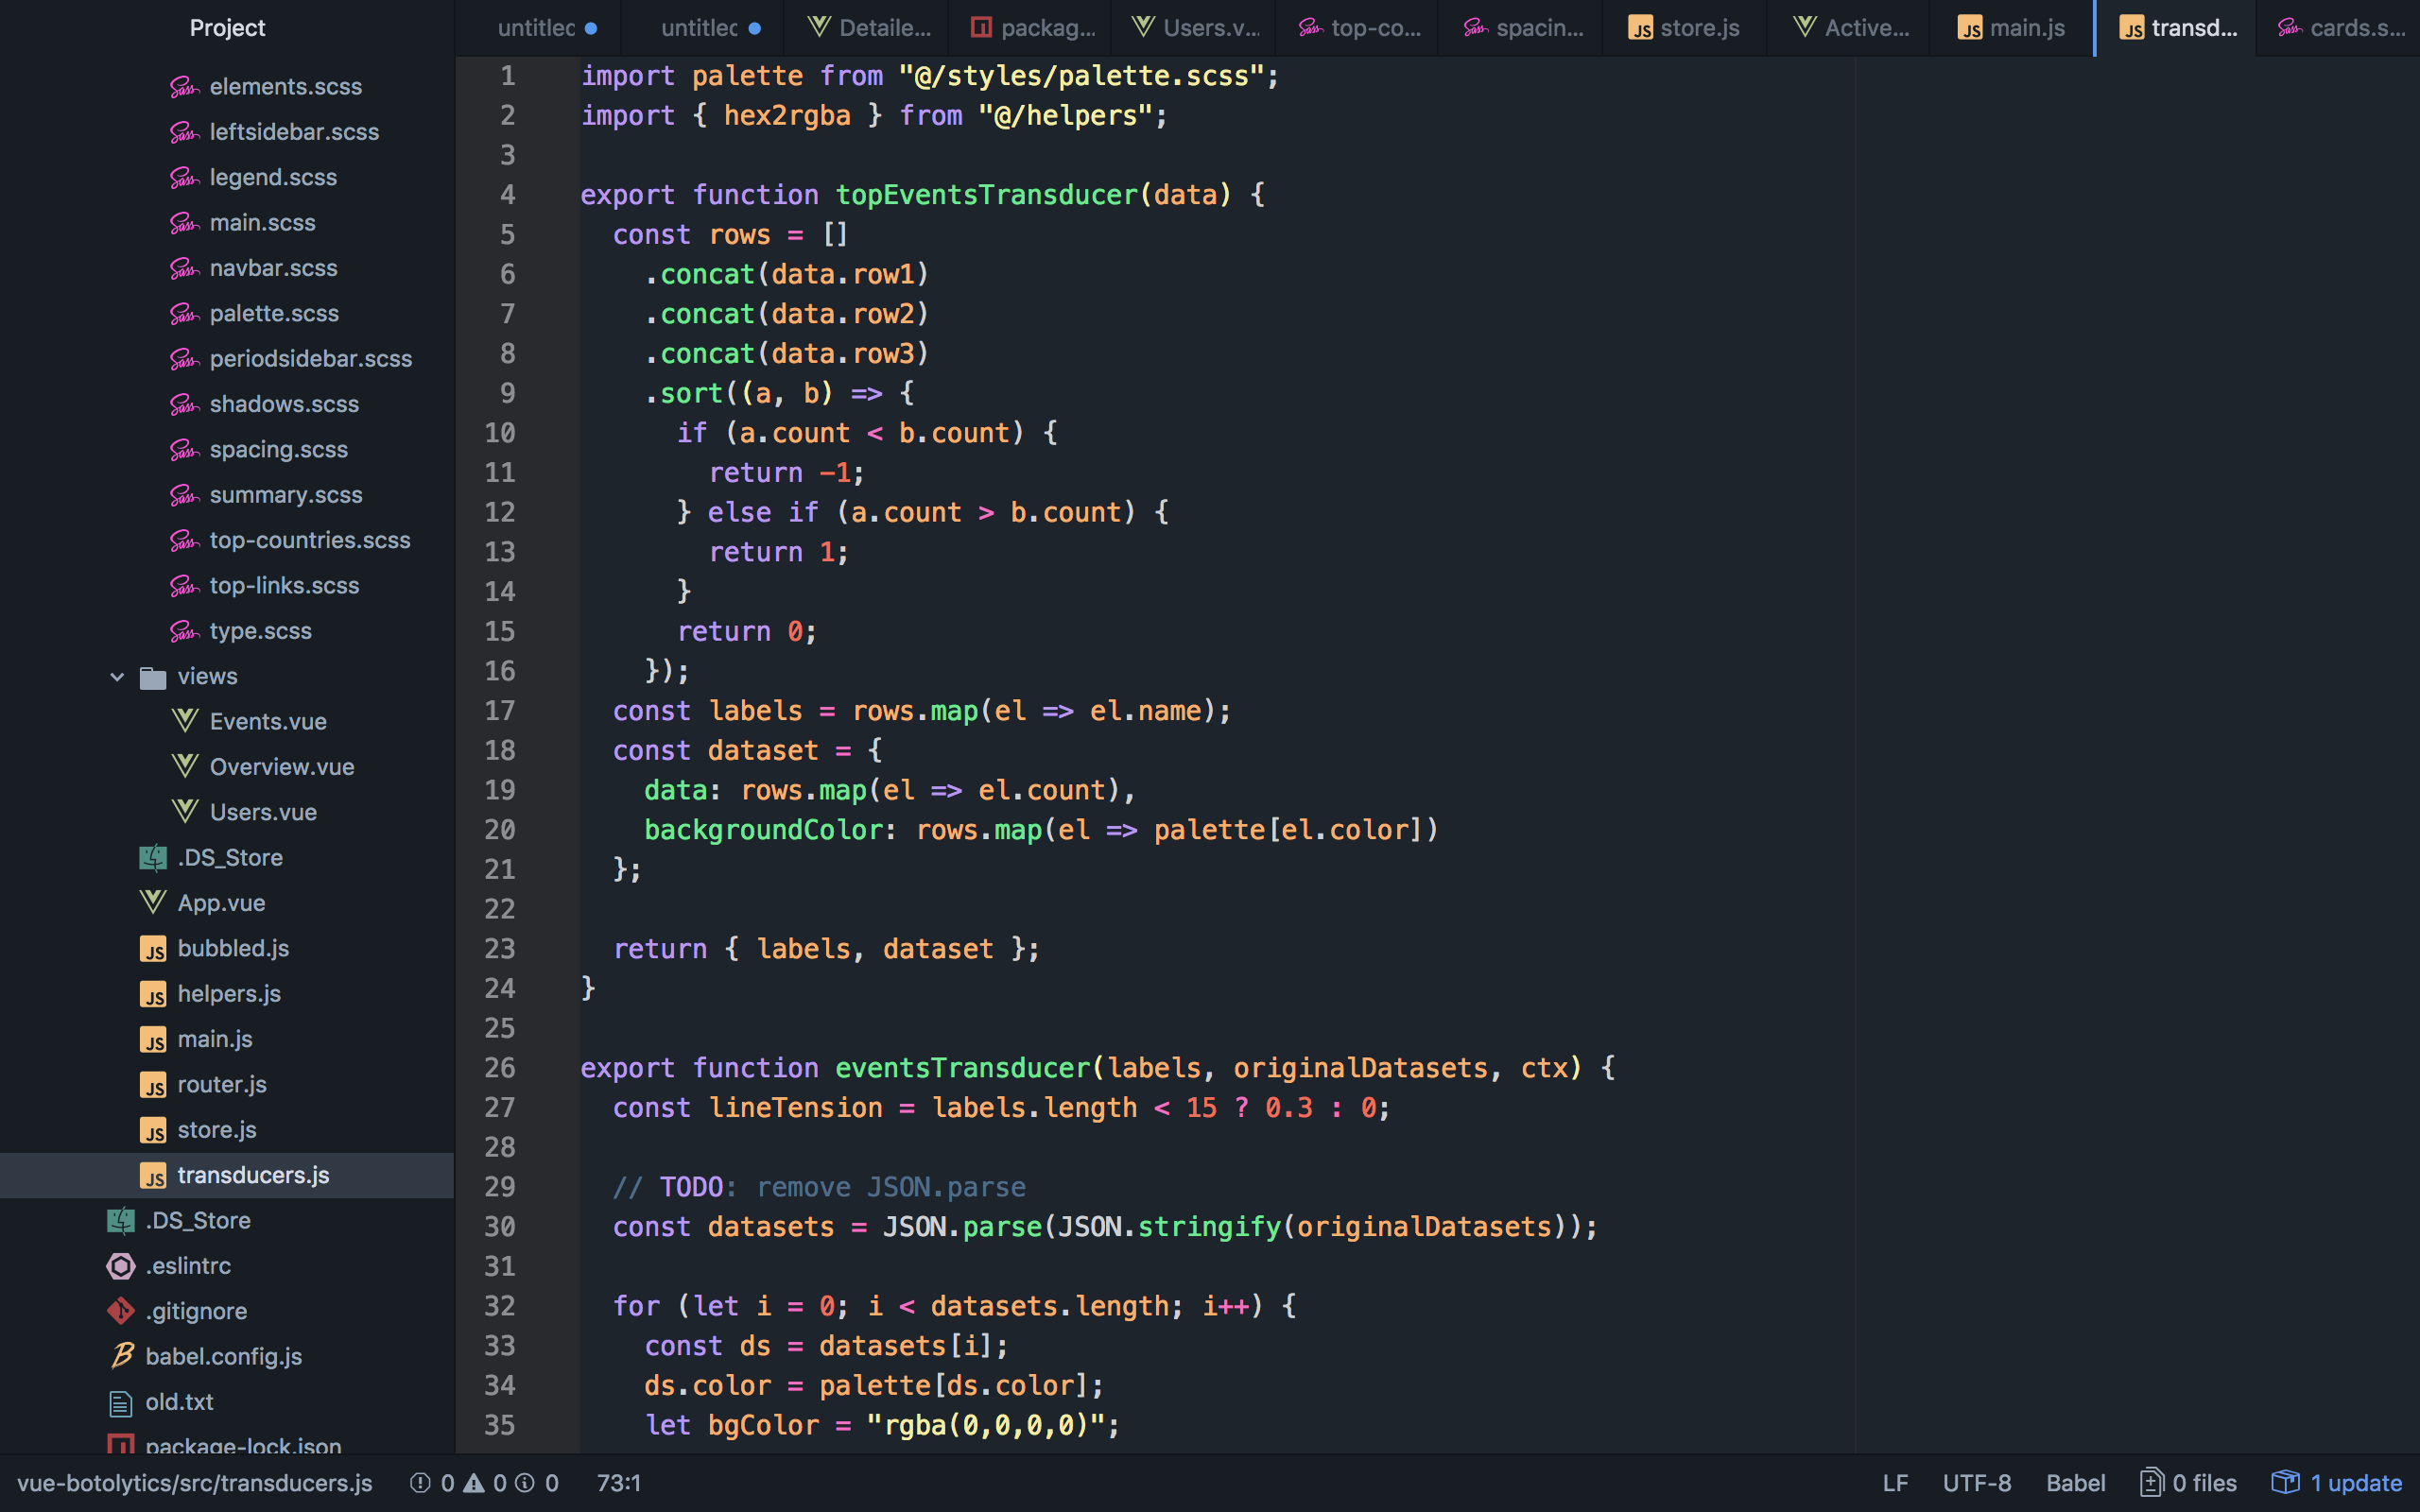 Project
untitled
untitled
Detaile...
packag...
Users.v...
top-co...
spacin...
store.js
Active...
main.js
transd...
cards.s...
elements.scss
leftsidebar.scss
legend.scss
main.scss
navbar.scss
palette.scss
periodsidebar.scss
shadows.scss
spacing.scss
summary.scss
top-countries.scss
top-links.scss
type.scss
views
Events.vue
Overview.vue
Users.vue
.DS_Store
App.vue
bubbled.js
helpers.js
main.js
router.js
store.js
transducers.js
.DS_Store
.eslintrc
.gitignore
babel.config.js
old.txt
package-lock.json
1 import palette from "@/styles/palette.scss";
2 import { hex2rgba } from "@/helpers";
3
4 export function topEventsTransducer(data) {
5   const rows = []
6     .concat(data.row1)
7     .concat(data.row2)
8     .concat(data.row3)
9     .sort((a, b) => {
10       if (a.count < b.count) {
11         return -1;
12       } else if (a.count > b.count) {
13         return 1;
14       }
15       return 0;
16     });
17   const labels = rows.map(el => el.name);
18   const dataset = {
19     data: rows.map(el => el.count),
20     backgroundColor: rows.map(el => palette[el.color])
21   };
22
23   return { labels, dataset };
24 }
25
26 export function eventsTransducer(labels, originalDatasets, ctx) {
27   const lineTension = labels.length < 15 ? 0.3 : 0;
28
29   // TODO: remove JSON.parse
30   const datasets = JSON.parse(JSON.stringify(originalDatasets));
31
32   for (let i = 0; i < datasets.length; i++) {
33     const ds = datasets[i];
34     ds.color = palette[ds.color];
35     let bgColor = "rgba(0,0,0,0)";
vue-botolytics/src/transducers.js 0 0 0 73:1 LF UTF-8 Babel 0 files 1 update